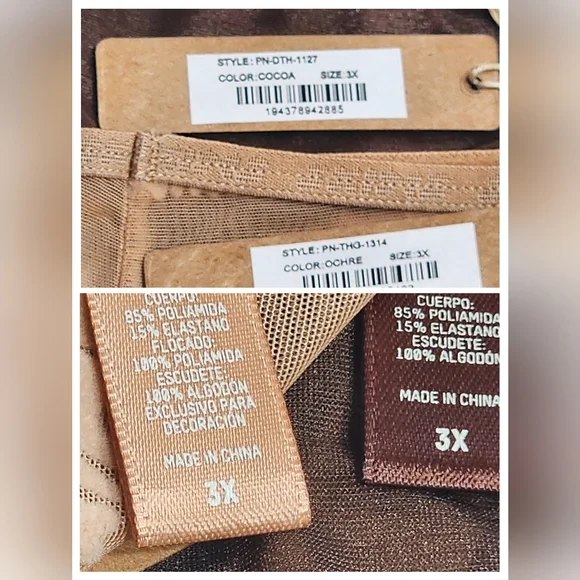 STYLE: PN-DTH-1127
COLOR: COCOA SIZE: 3X
194378942885
STYLE: PN-THG-1314
COLOR: OCHRE SIZE: 3X
CUERPO:
85% POLIAMIDA
15% ELASTANO
FLOCADO:
100% POLIAMIDA
ESCUDETE:
100% ALGODÓN
EXCLUSIVO PARA
DECORACIÓN
MADE IN CHINA
3X
CUERPO:
85% POLIAMIDA
15% ELASTANO
ESCUDETE:
100% ALGODÓN
MADE IN CHINA
3X